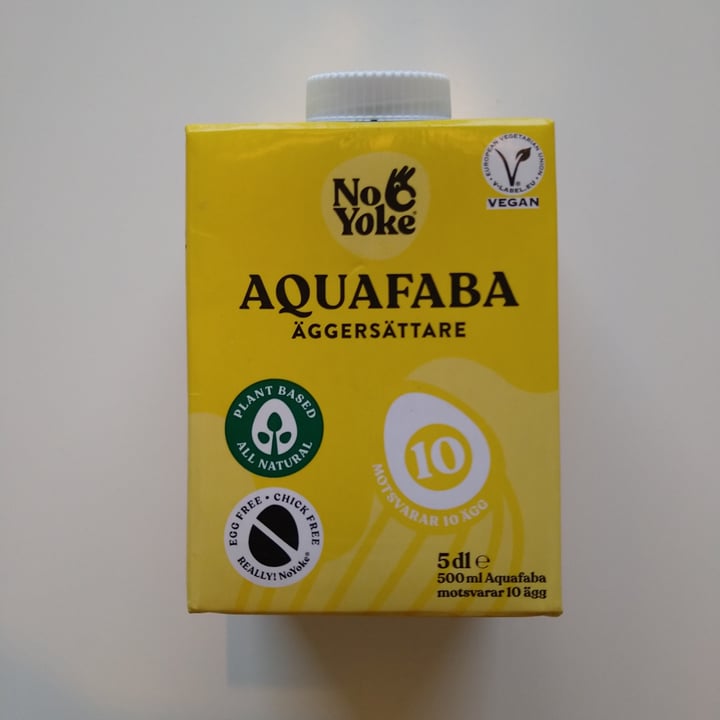 No
Yoke®
EUROPEAN VEGETARIAN UNION
• V-LABEL.EU •
VEGAN
AQUAFABA
ÄGGERSÄTTARE
PLANT BASED
ALL NATURAL
10
MOTSVARAR 10 ÄGG
EGG FREE • CHICK FREE
REALLY! NoYoke®
5 dl ℮
500 ml Aquafaba
motsvarar 10 ägg